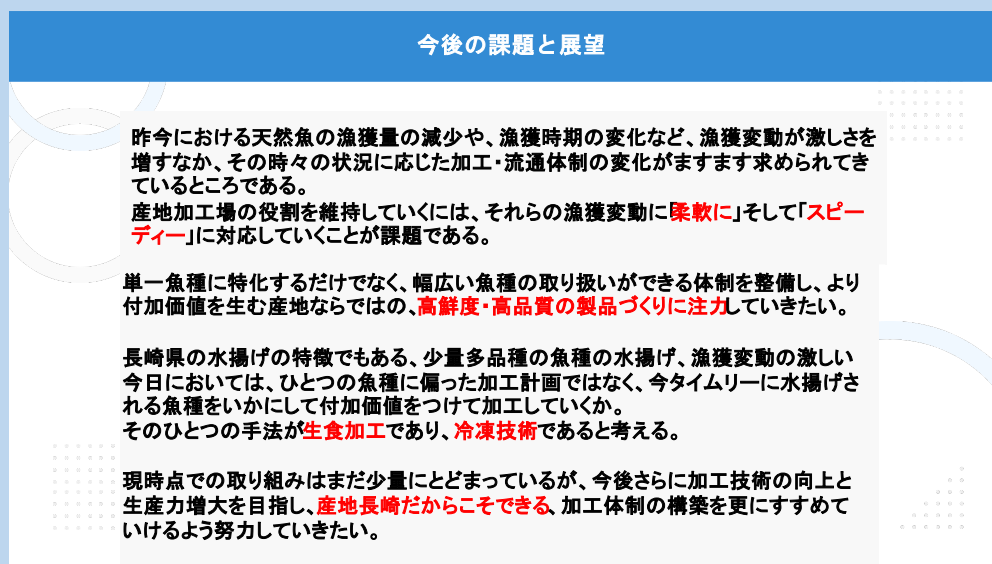 今後の課題と展望
昨今における天然魚の漁獲量の減少や、漁獲時期の変化など、漁獲変動が激しさを
増すなか、その時々の状況に応じた加工・流通体制の変化がますます求められてき
ているところである。
産地加工場の役割を維持していくには、それらの漁獲変動に「柔軟に」そして「スピー
ディー」に対応していくことが課題である。
単一魚種に特化するだけでなく、幅広い魚種の取り扱いができる体制を整備し、より
付加価値を生む産地ならではの、高鮮度・高品質の製品づくりに注力していきたい。
長崎県の水揚げの特徴でもある、少量多品種の魚種の水揚げ、漁獲変動の激しい
今日においては、ひとつの魚種に偏った加工計画ではなく、今タイムリーに水揚げさ
れる魚種をいかにして付加価値をつけて加工していくか。
そのひとつの手法が生食加工であり、冷凍技術であると考える。
現時点での取り組みはまだ少量にとどまっているが、今後さらに加工技術の向上と
生産力増大を目指し、産地長崎だからこそできる、加工体制の構築を更にすすめて
いけるよう努力していきたい。